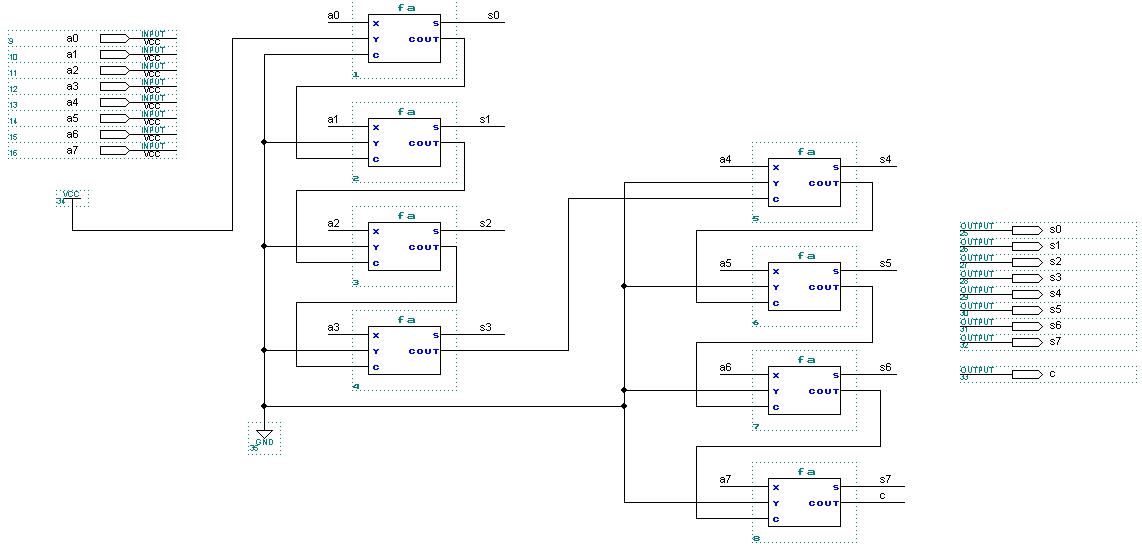 9 a0 INPUT VCC
10 a1 INPUT VCC
11 a2 INPUT VCC
12 a3 INPUT VCC
13 a4 INPUT VCC
14 a5 INPUT VCC
15 a6 INPUT VCC
16 a7 INPUT VCC
VCC
34
fa
a0 X S s0
Y COUT
C
1
fa
a1 X S s1
Y COUT
C
2
fa
a2 X S s2
Y COUT
C
3
fa
a3 X S s3
Y COUT
C
4
GND
35
fa
a4 X S s4
Y COUT
C
5
fa
a5 X S s5
Y COUT
C
6
fa
a6 X S s6
Y COUT
C
7
fa
a7 X S s7
Y COUT c
C
8
OUTPUT 25 s0
OUTPUT 26 s1
OUTPUT 27 s2
OUTPUT 28 s3
OUTPUT 29 s4
OUTPUT 30 s5
OUTPUT 31 s6
OUTPUT 32 s7
OUTPUT 33 c